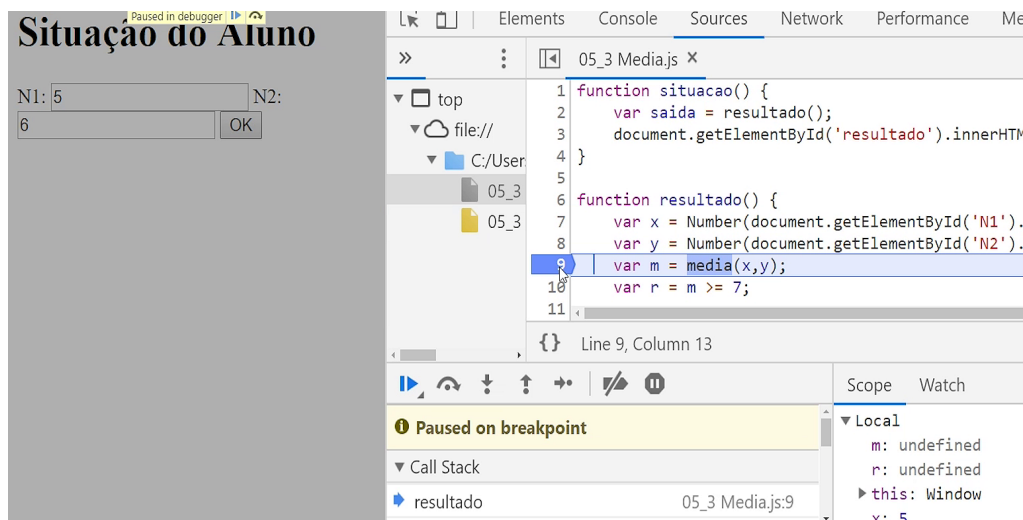 Paused in debugger
Situação do Aluno
N1: 5 N2:
6 OK
Elements Console Sources Network Performance Me
05_3 Media.js ×
top
file://
C:/User
05_3
05_3
1 function situacao() {
2 var saida = resultado();
3 document.getElementById('resultado').innerHTM
4 }
5
6 function resultado() {
7 var x = Number(document.getElementById('N1').
8 var y = Number(document.getElementById('N2').
9 var m = media(x,y);
10 var r = m >= 7;
11
{} Line 9, Column 13
Scope Watch
Paused on breakpoint
Call Stack
resultado 05_3 Media.js:9
Local
m: undefined
r: undefined
this: Window
x: 5